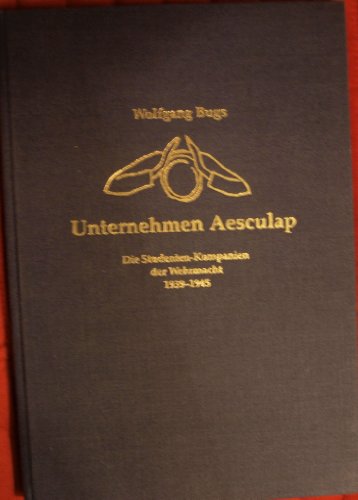 Wolfgang Bugs
Unternehmen Aesculap
Die Studenten-Kompanien
der Wehrmacht
1939–1945